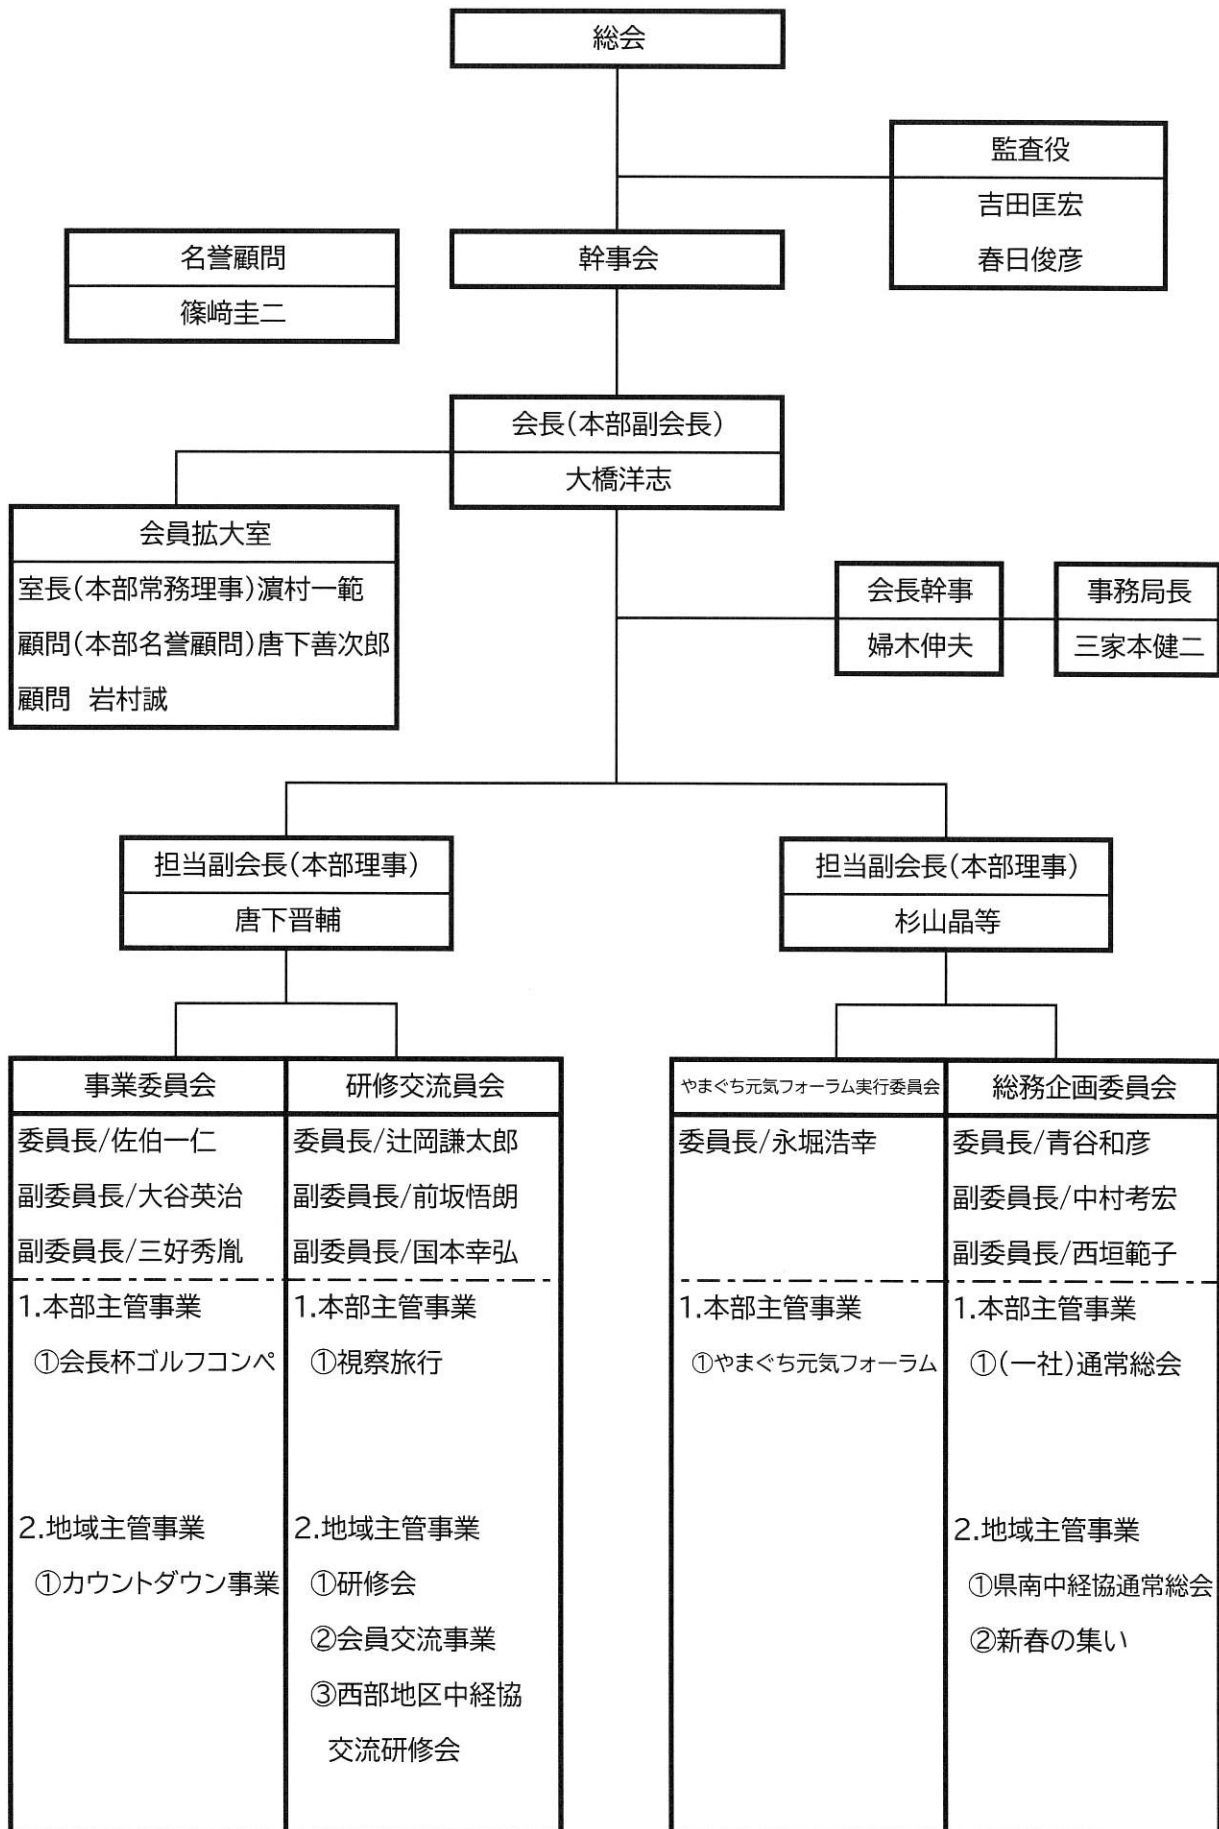 総会
監査役
吉田匡宏
春日俊彦
名誉顧問
篠﨑圭二
幹事会
会長(本部副会長)
大橋洋志
会員拡大室
室長(本部常務理事)濵村一範
顧問(本部名誉顧問)唐下善次郎
顧問 岩村誠
会長幹事
婦木伸夫
事務局長
三家本健二
担当副会長(本部理事)
唐下晋輔
担当副会長(本部理事)
杉山晶等
事業委員会
委員長/佐伯一仁
副委員長/大谷英治
副委員長/三好秀胤
1.本部主管事業
①会長杯ゴルフコンペ
2.地域主管事業
①カウントダウン事業
研修交流員会
委員長/辻岡謙太郎
副委員長/前坂悟朗
副委員長/国本幸弘
1.本部主管事業
①視察旅行
2.地域主管事業
①研修会
②会員交流事業
③西部地区中経協
交流研修会
やまぐち元気フォーラム実行委員会
委員長/永堀浩幸
1.本部主管事業
①やまぐち元気フォーラム
総務企画委員会
委員長/青谷和彦
副委員長/中村考宏
副委員長/西垣範子
1.本部主管事業
①(一社)通常総会
2.地域主管事業
①県南中経協通常総会
②新春の集い